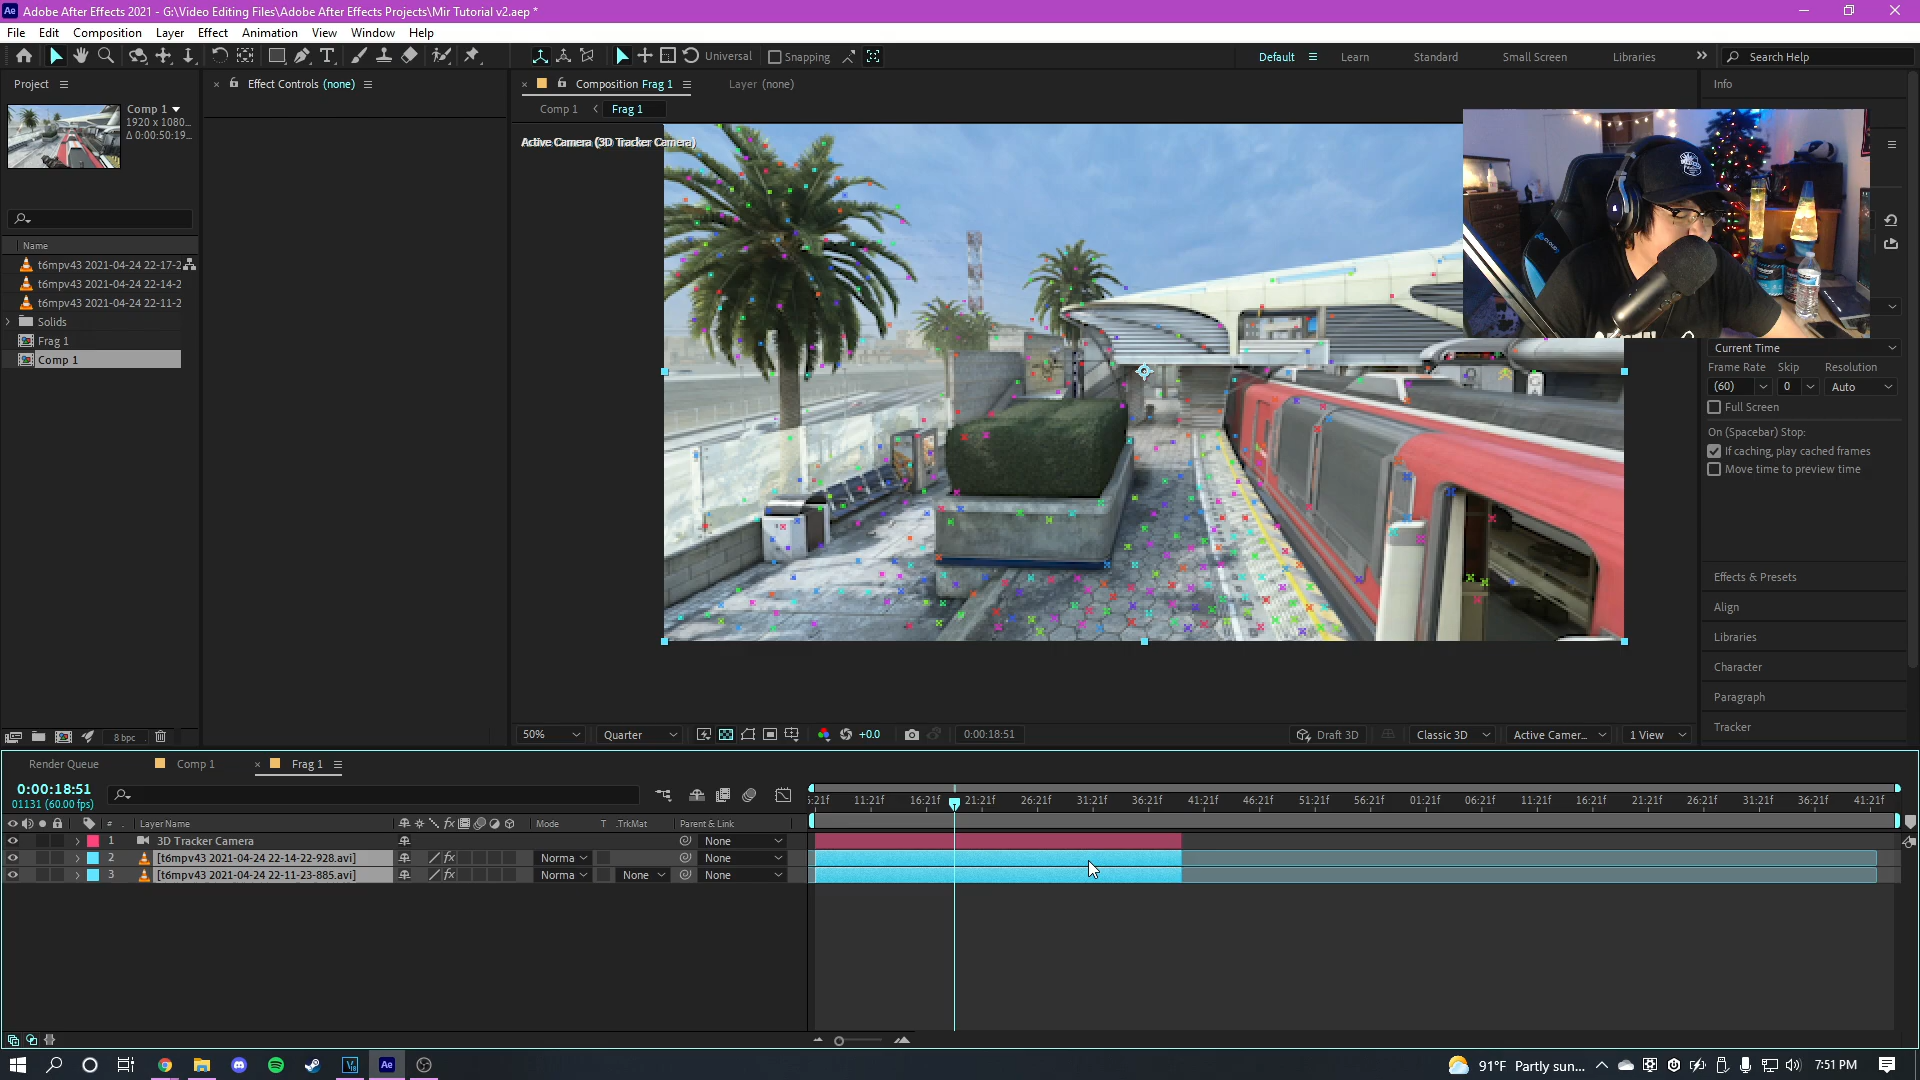 Adobe After Effects 2021 - G:\Video Editing Files\Adobe After Effects Projects\Mir Tutorial v2.aep *
File Edit Composition Layer Effect Animation View Window Help
Universal Snapping Default Learn Standard Small Screen Libraries Search Help
Project Effect Controls (none) Composition Frag 1 Layer (none) Info
Comp 1
1920 x 1080...
Δ 0:00:50:19...
Comp 1 Frag 1
Active Camera (3D Tracker Camera)
Name
t6mpv43 2021-04-24 22-17-2
t6mpv43 2021-04-24 22-14-2
t6mpv43 2021-04-24 22-11-2
Solids
Frag 1
Comp 1
Current Time
Frame Rate Skip Resolution
(60) 0 Auto
Full Screen
On (Spacebar) Stop:
If caching, play cached frames
Move time to preview time
Effects & Presets
Align
Libraries
Character
Paragraph
Tracker
8 bpc 50% Quarter +0.0 0:00:18:51 Draft 3D Classic 3D Active Camer... 1 View
Render Queue Comp 1 Frag 1
0:00:18:51
01131 (60.00 fps)
11:21f 16:21f 21:21f 26:21f 31:21f 36:21f 41:21f 46:21f 51:21f 56:21f 01:21f 06:21f 11:21f 16:21f 21:21f 26:21f 31:21f 36:21f 41:21f
# Layer Name Mode T .TrkMat Parent & Link
1 3D Tracker Camera None
2 [t6mpv43 2021-04-24 22-14-22-928.avi] Norma None
3 [t6mpv43 2021-04-24 22-11-23-885.avi] Norma None None
91°F Partly sun... 7:51 PM